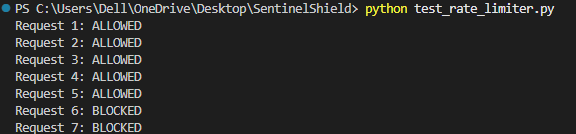 PS C:\Users\Dell\OneDrive\Desktop\SentinelShield> python test_rate_limiter.py
Request 1: ALLOWED
Request 2: ALLOWED
Request 3: ALLOWED
Request 4: ALLOWED
Request 5: ALLOWED
Request 6: BLOCKED
Request 7: BLOCKED